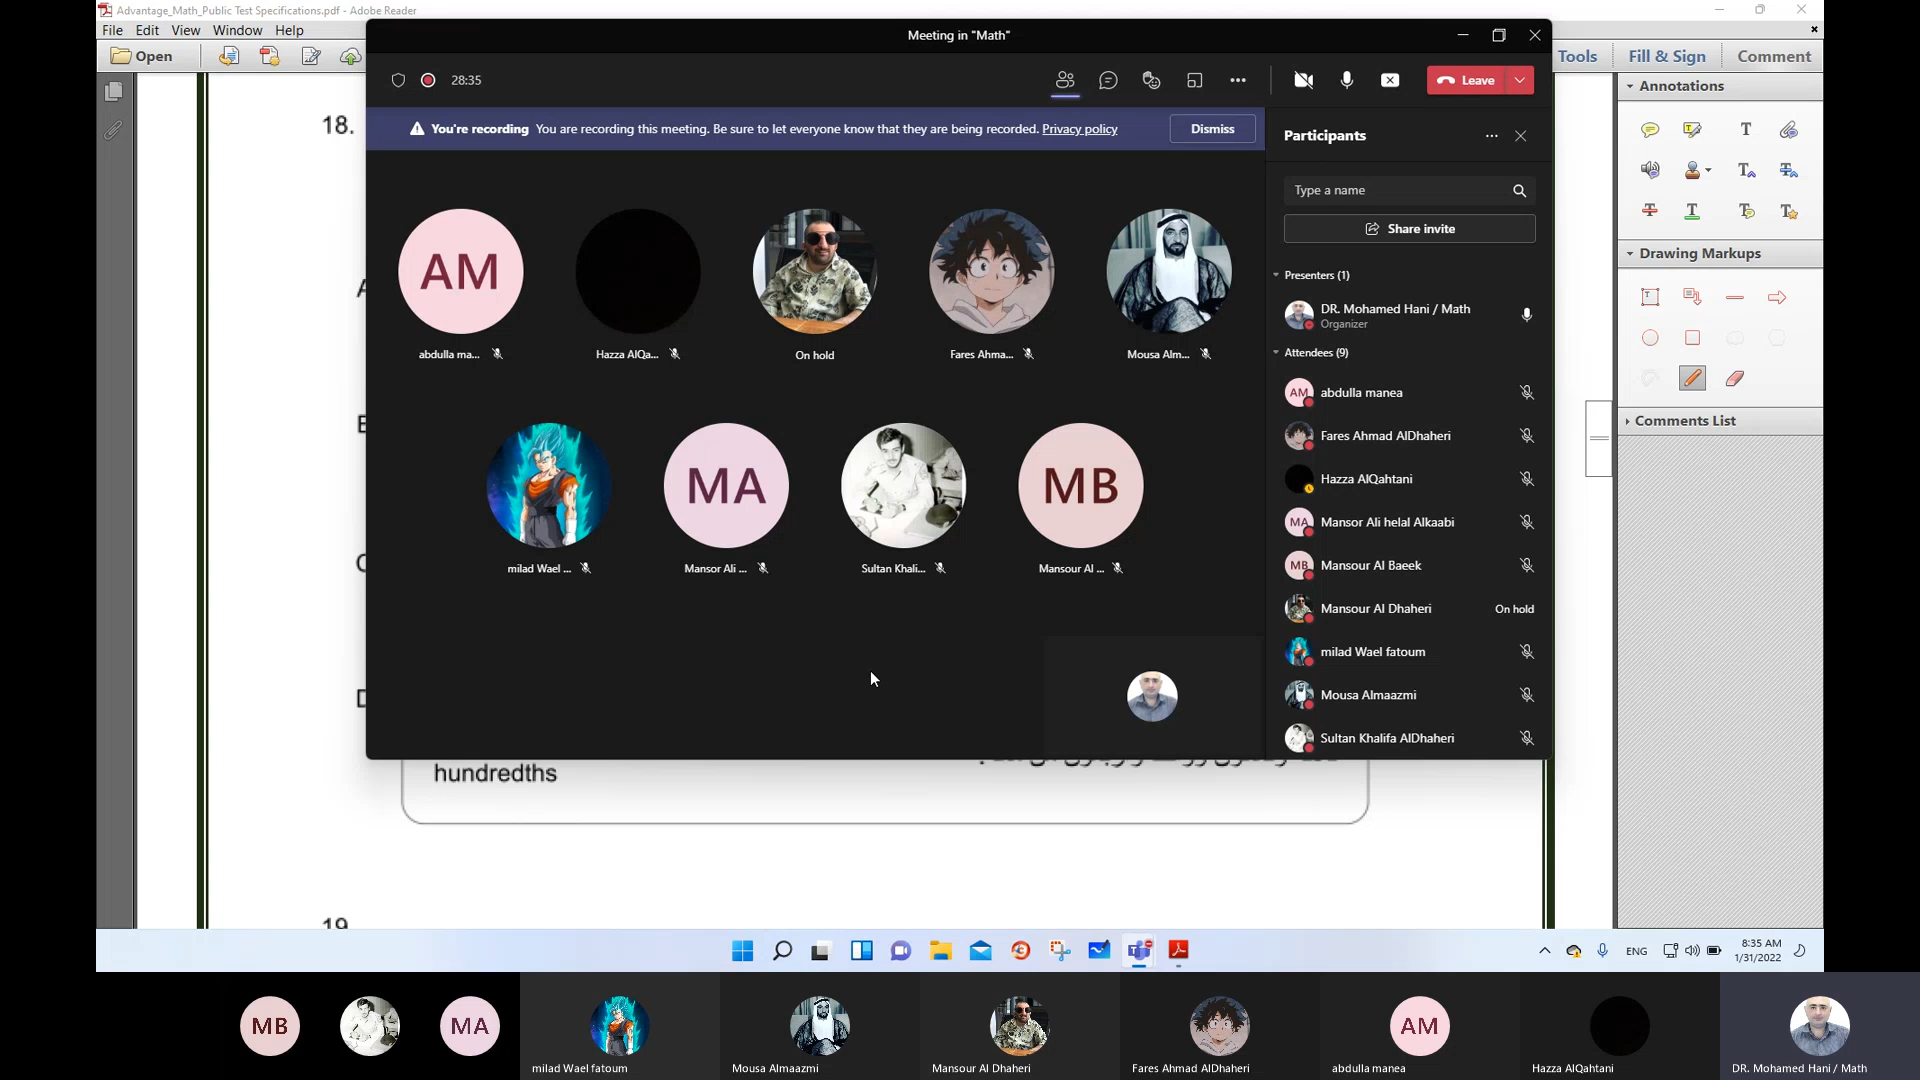 Advantage_Math_Public Test Specifications.pdf - Adobe Reader
File Edit View Window Help
Open
Tools Fill & Sign Comment
Meeting in "Math"
28:35
Leave
You're recording You are recording this meeting. Be sure to let everyone know that they are being recorded. Privacy policy
Dismiss
AM
abdulla ma...
Hazza AlQa...
On hold
Fares Ahma...
Mousa Alm...
milad Wael ...
MA
Mansor Ali ...
Sultan Khali...
MB
Mansour Al ...
Participants
Type a name
Share invite
Presenters (1)
DR. Mohamed Hani / Math
Organizer
Attendees (9)
AM abdulla manea
Fares Ahmad AlDhaheri
Hazza AlQahtani
MA Mansor Ali helal Alkaabi
MB Mansour Al Baeek
Mansour Al Dhaheri On hold
milad Wael fatoum
Mousa Almaazmi
Sultan Khalifa AlDhaheri
Annotations
Drawing Markups
Comments List
18.
hundredths
19
ENG
8:35 AM
1/31/2022
MB
MA
milad Wael fatoum
Mousa Almaazmi
Mansour Al Dhaheri
Fares Ahmad AlDhaheri
AM
abdulla manea
Hazza AlQahtani
DR. Mohamed Hani / Math